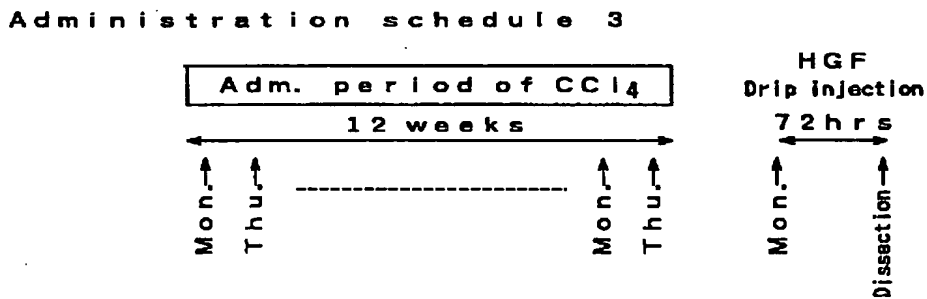 Administration schedule 3
HGF
Adm. period of CCl4
Drip injection
12 weeks
72hrs
Mon.
Thu.
Mon.
Thu.
Mon.
Dissection